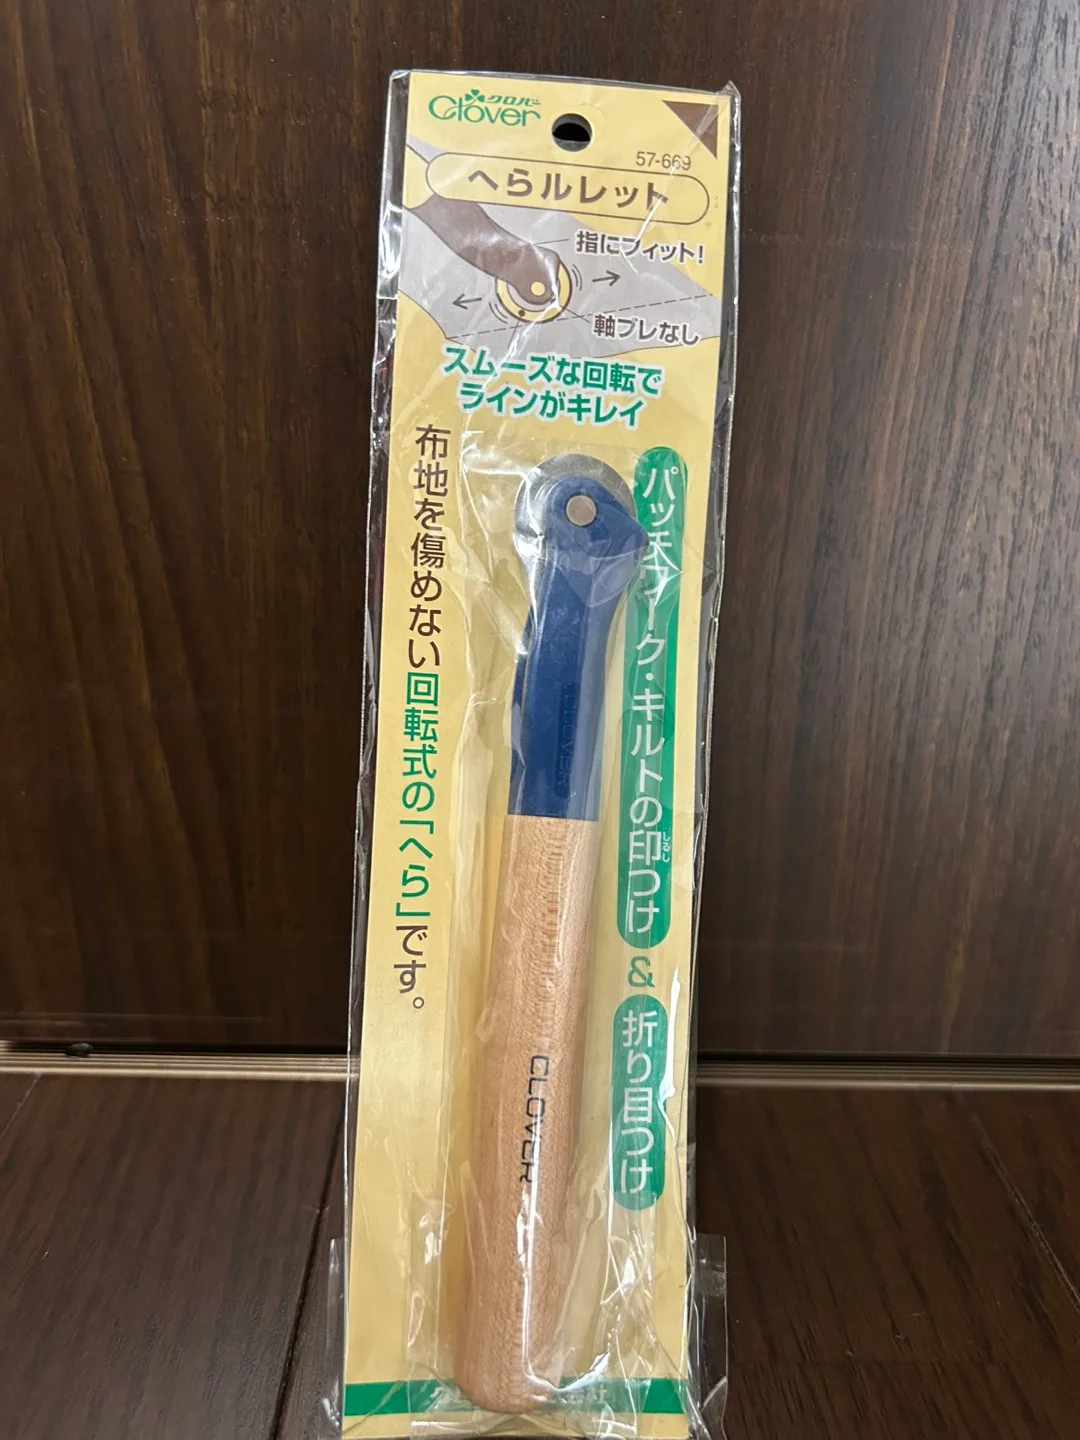 クロバー
Clover
57-669
へらルレット
指にフィット!
軸ブレなし
スムーズな回転で
ラインがキレイ
パッチワーク・キルトの印つけ
しるし
&
折り目つけ
布地を傷めない回転式の「へら」です。
CLOVER
CLOVER